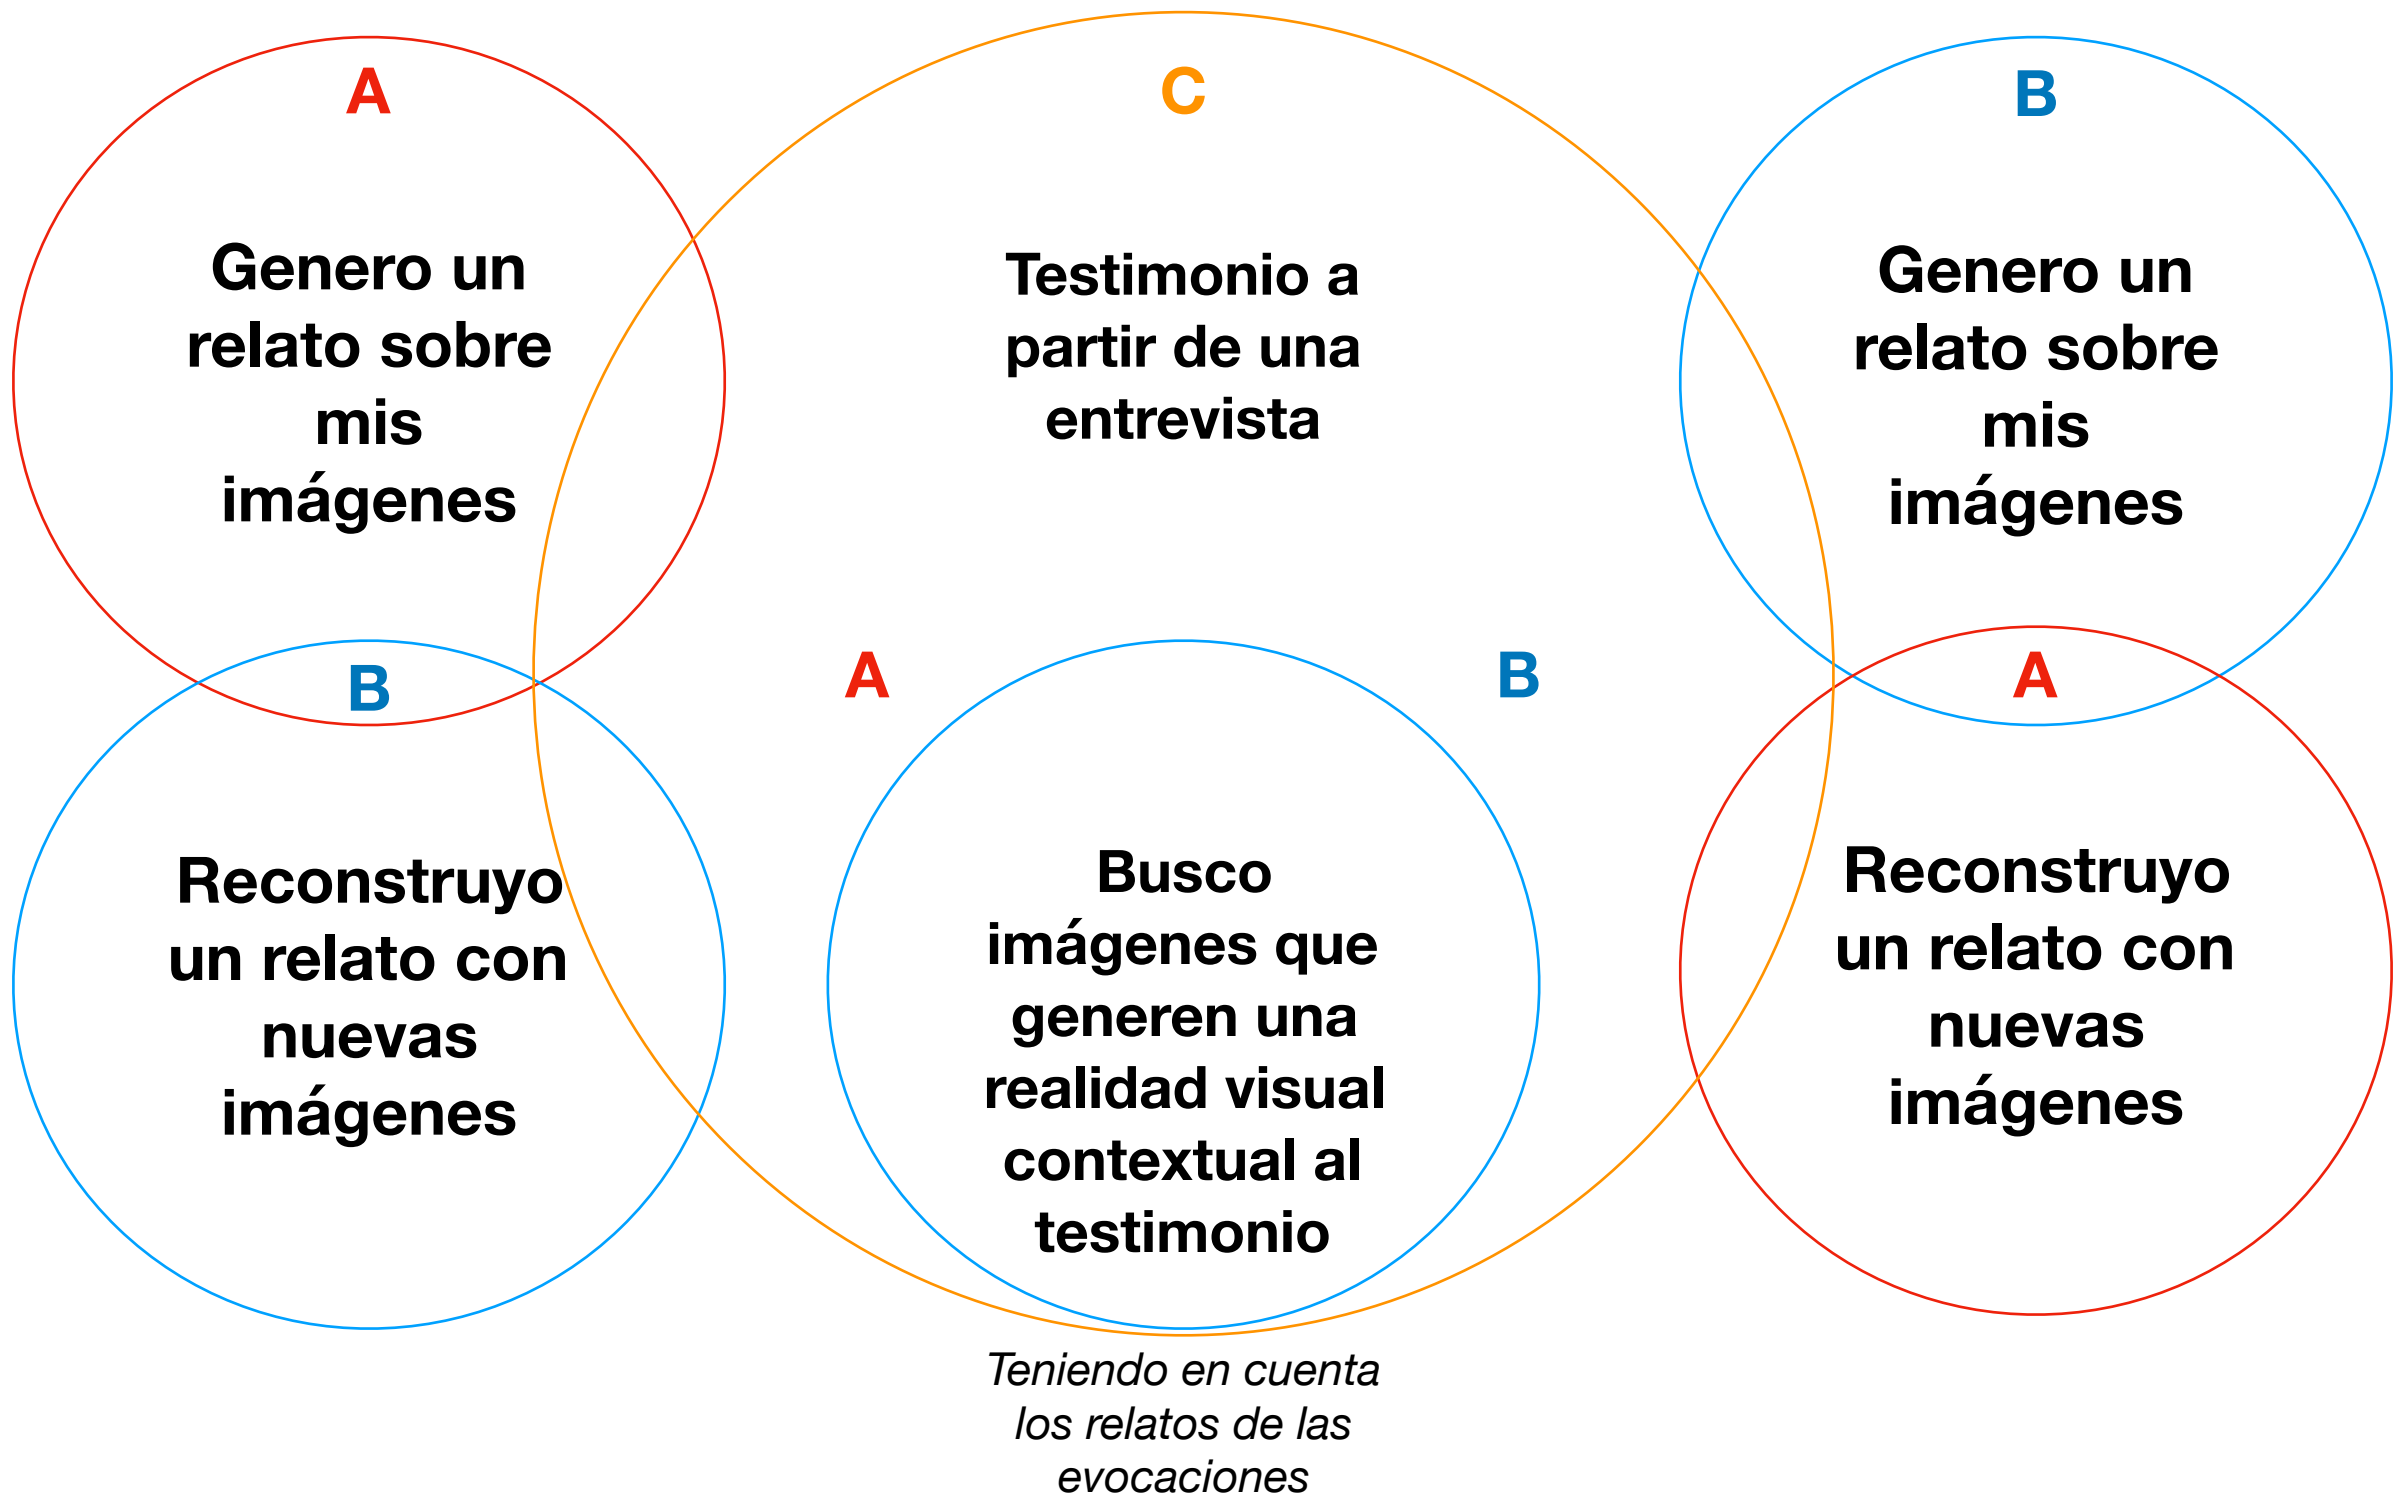 A
Genero un
relato sobre
mis
imágenes
C
Testimonio a
partir de una
entrevista
B
Genero un
relato sobre
mis
imágenes
B
Reconstruyo
un relato con
nuevas
imágenes
A
B
Busco
imágenes que
generen una
realidad visual
contextual al
testimonio
A
Reconstruyo
un relato con
nuevas
imágenes
Teniendo en cuenta
los relatos de las
evocaciones